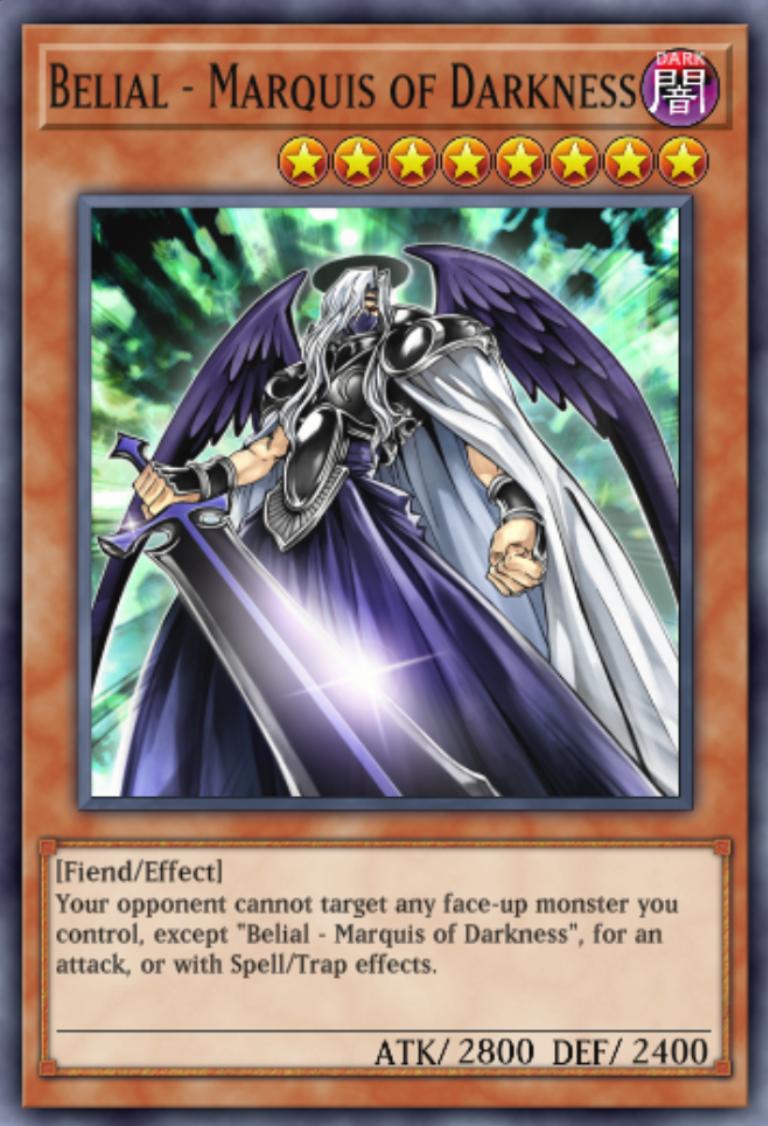 BELIAL - MARQUIS OF DARKNESS
DARK
闇
[Fiend/Effect]
Your opponent cannot target any face-up monster you
control, except "Belial - Marquis of Darkness", for an
attack, or with Spell/Trap effects.
ATK/ 2800 DEF/ 2400